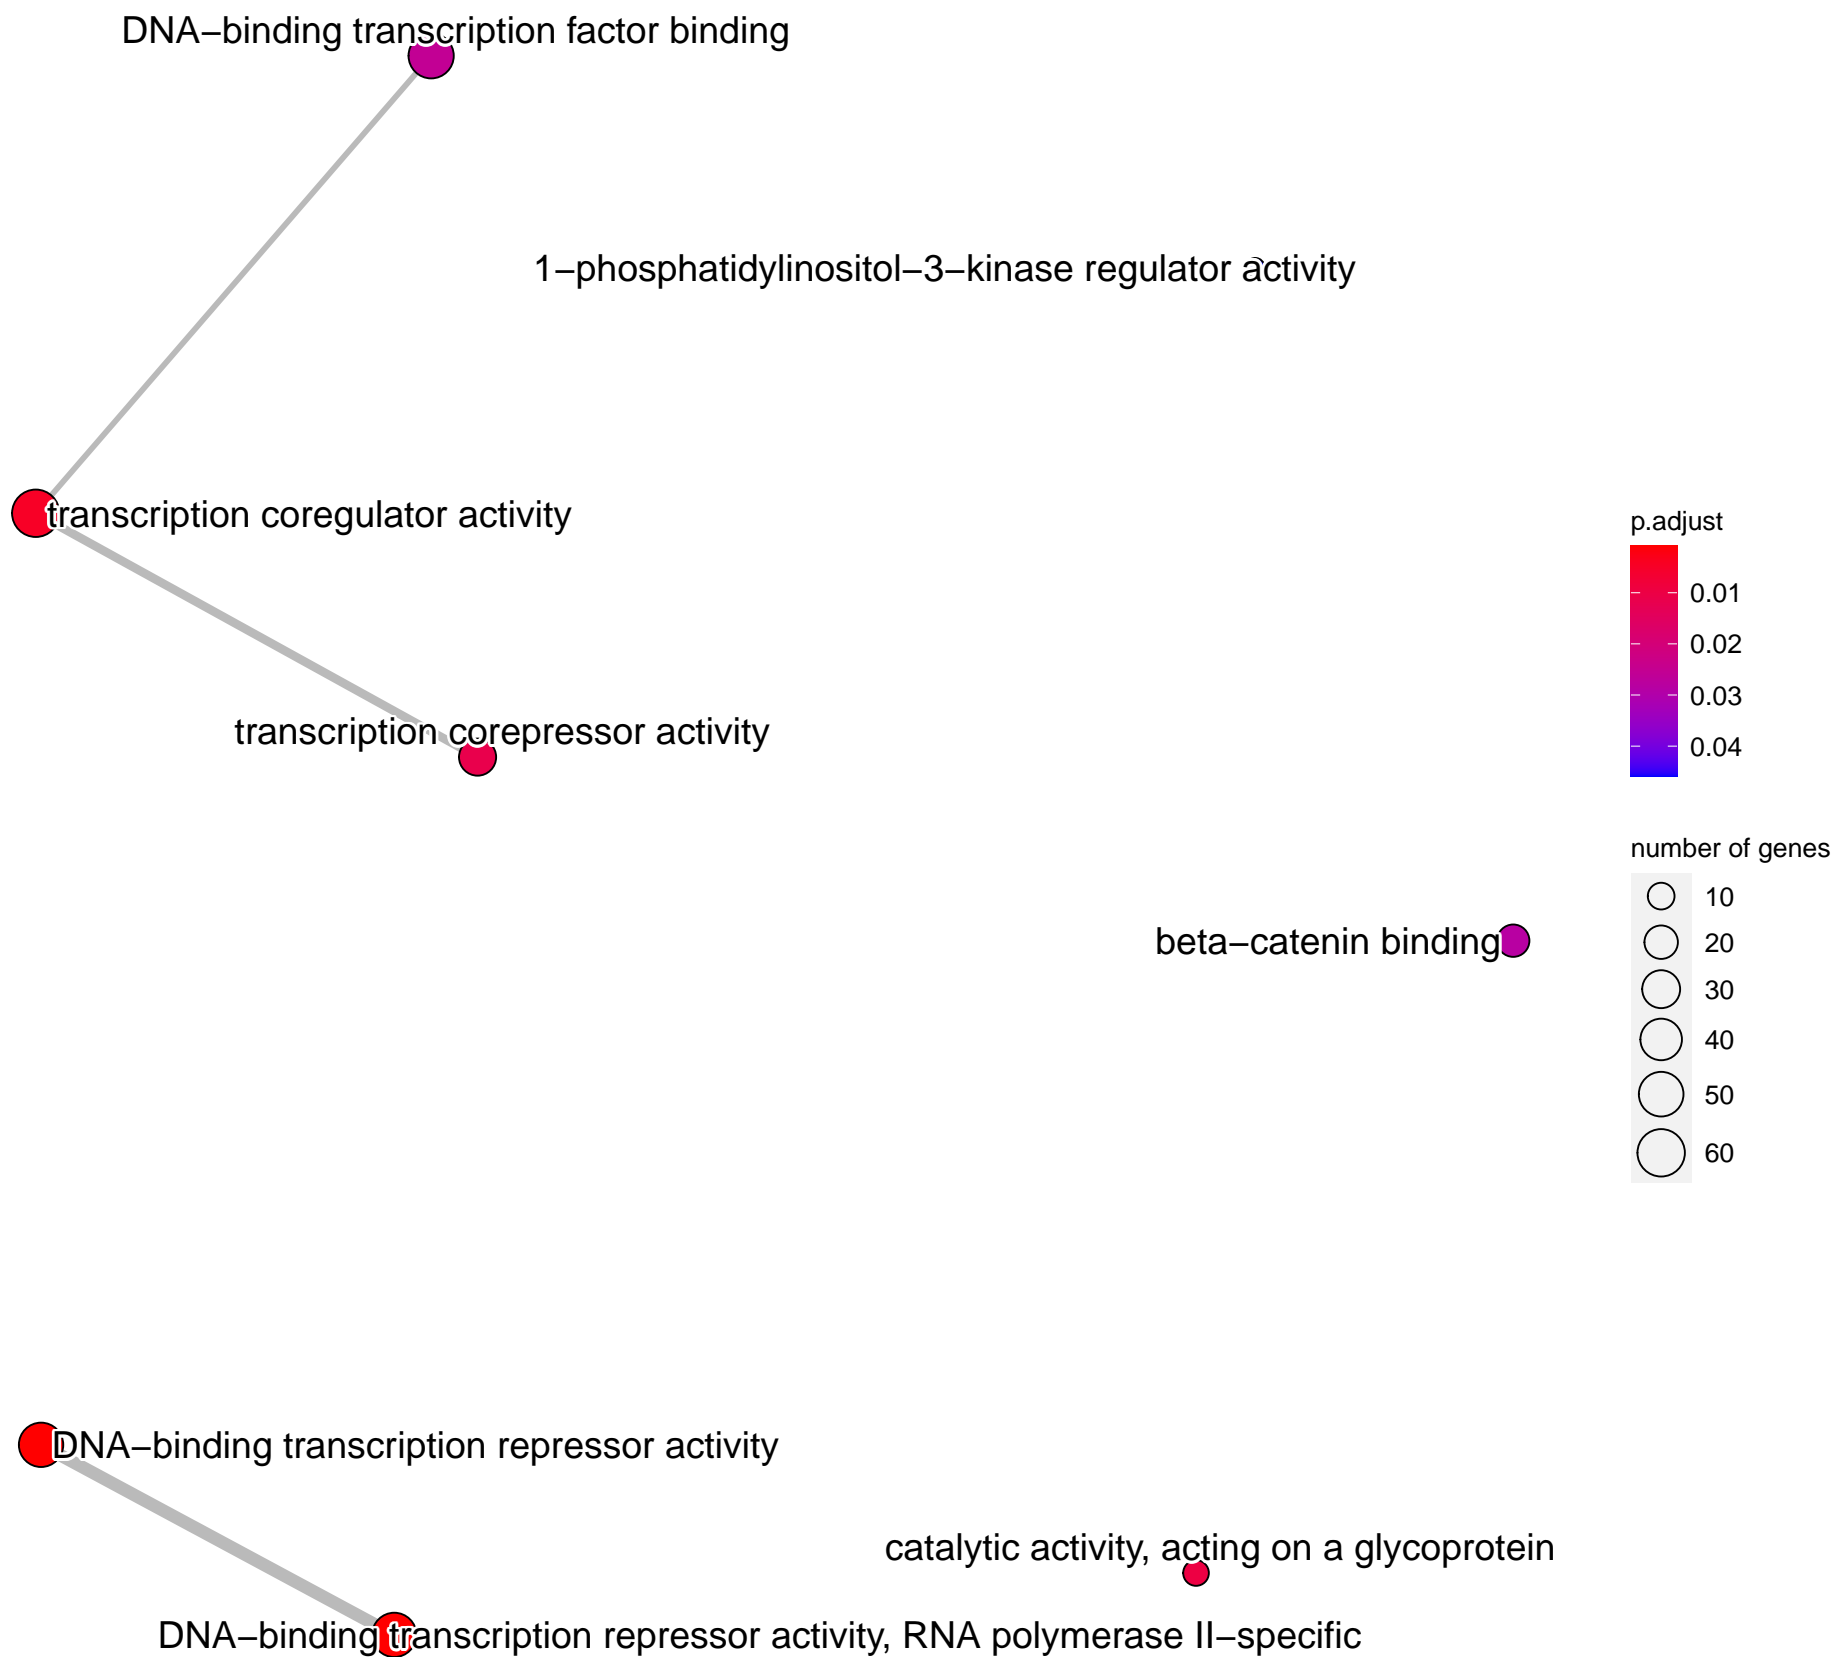 DNA−binding transcription factor binding
1−phosphatidylinositol−3−kinase regulator activity
transcription coregulator activity
transcription corepressor activity
beta−catenin binding
DNA−binding transcription repressor activity
catalytic activity, acting on a glycoprotein
DNA−binding transcription repressor activity, RNA polymerase II−specific
p.adjust
0.01
0.02
0.03
0.04
number of genes
10
20
30
40
50
60